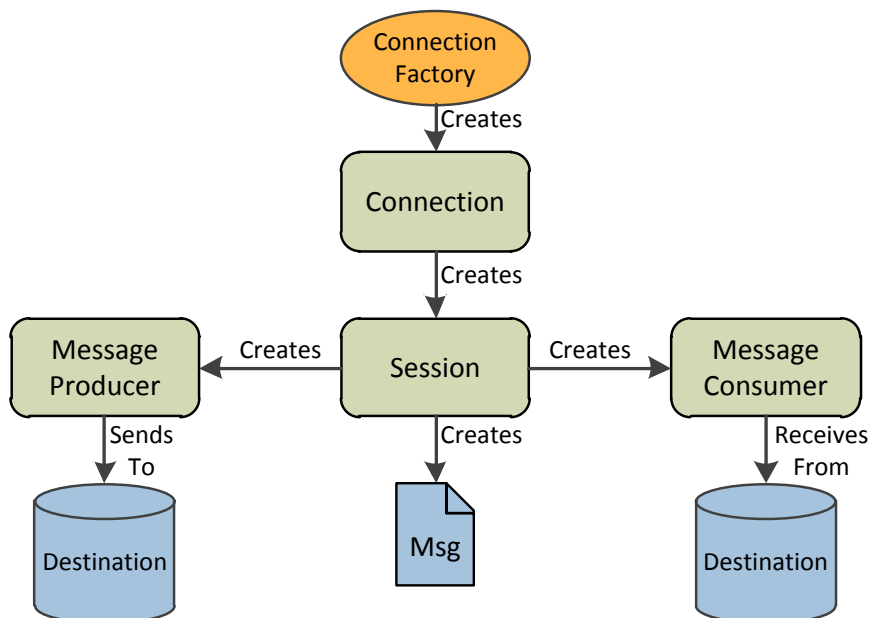 Connection
Factory
Creates
Connection
Creates
Message
Producer
Creates
Session
Creates
Message
Consumer
Sends
To
Creates
Receives
From
Destination
Msg
Destination